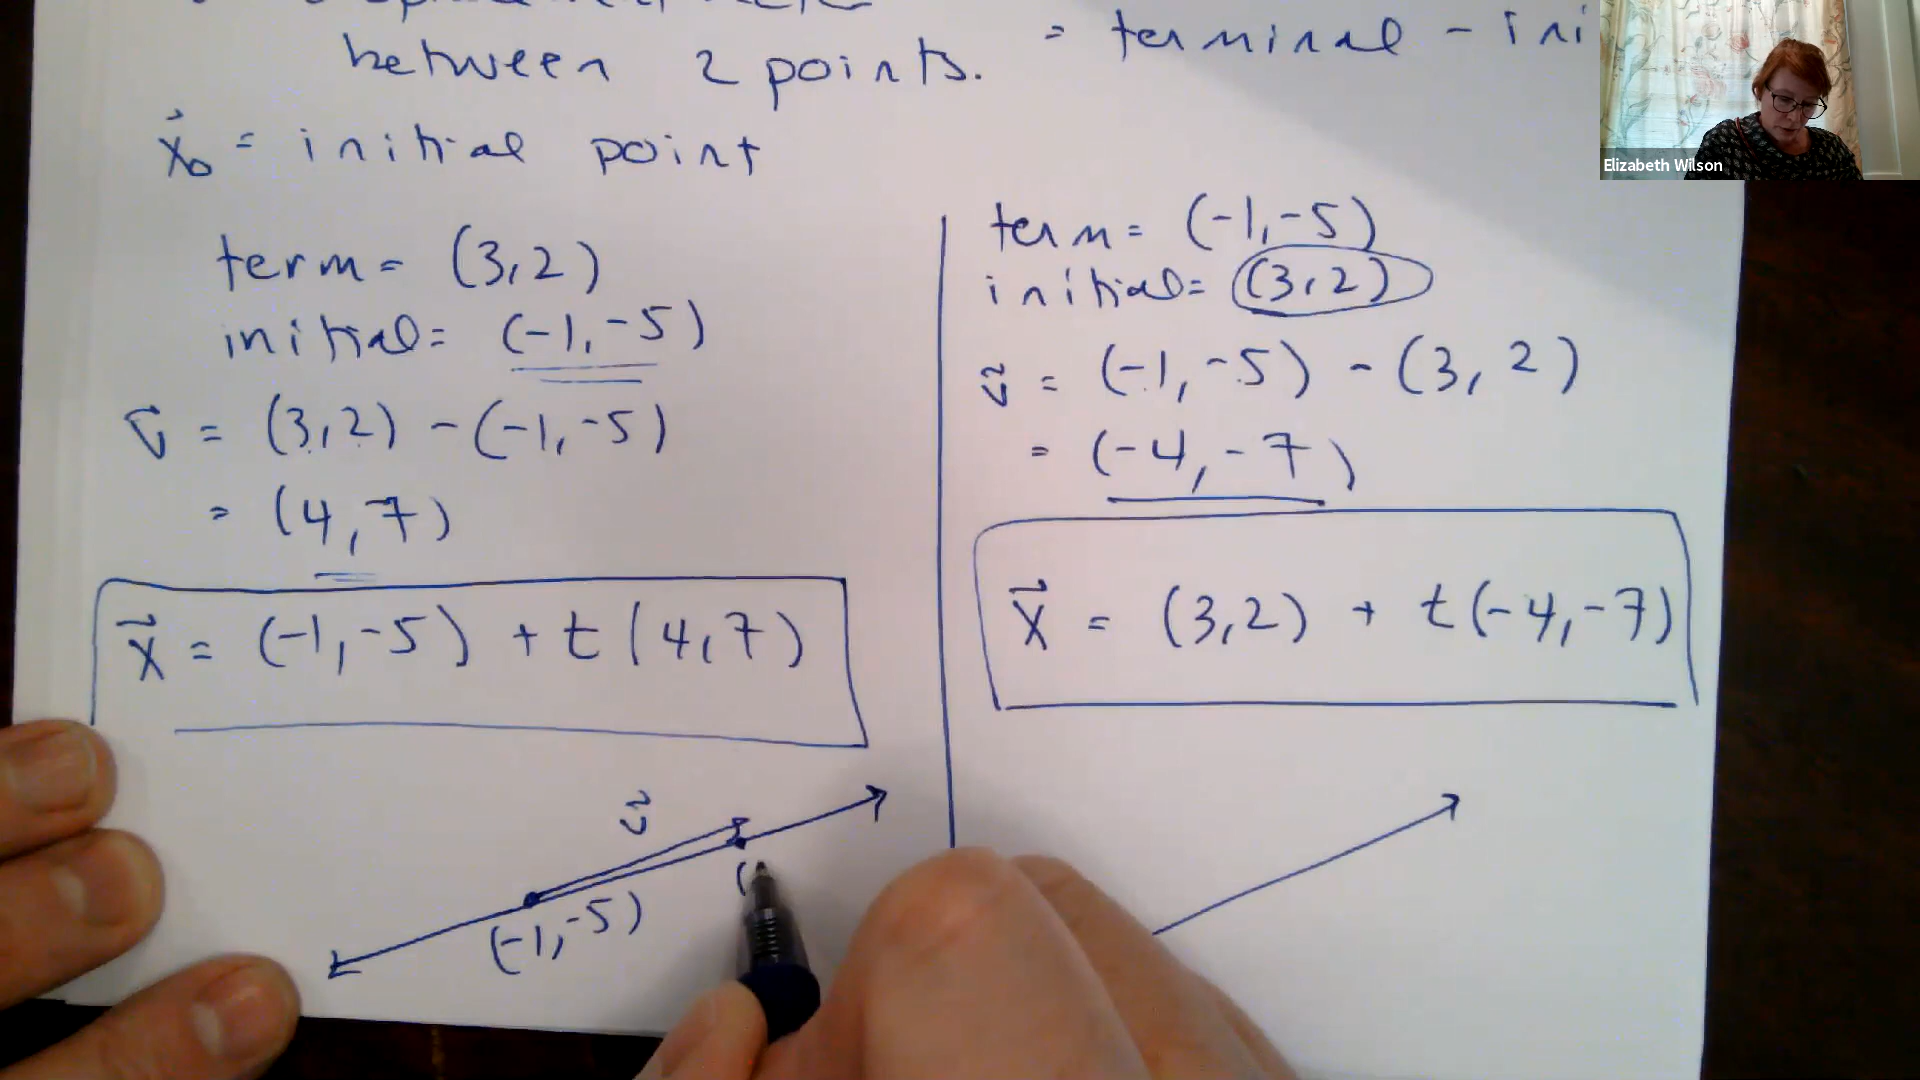 between 2 points.
= terminal - ini
Elizabeth Wilson
x⃗₀ = initial point
term = (3,2)
initial = (-1,-5)
v⃗ = (3,2) - (-1,-5)
= (4,7)
x⃗ = (-1,-5) + t(4,7)
v⃗
(-1,-5)
(
term = (-1,-5)
initial = (3,2)
v⃗ = (-1,-5) - (3,2)
= (-4,-7)
x⃗ = (3,2) + t(-4,-7)